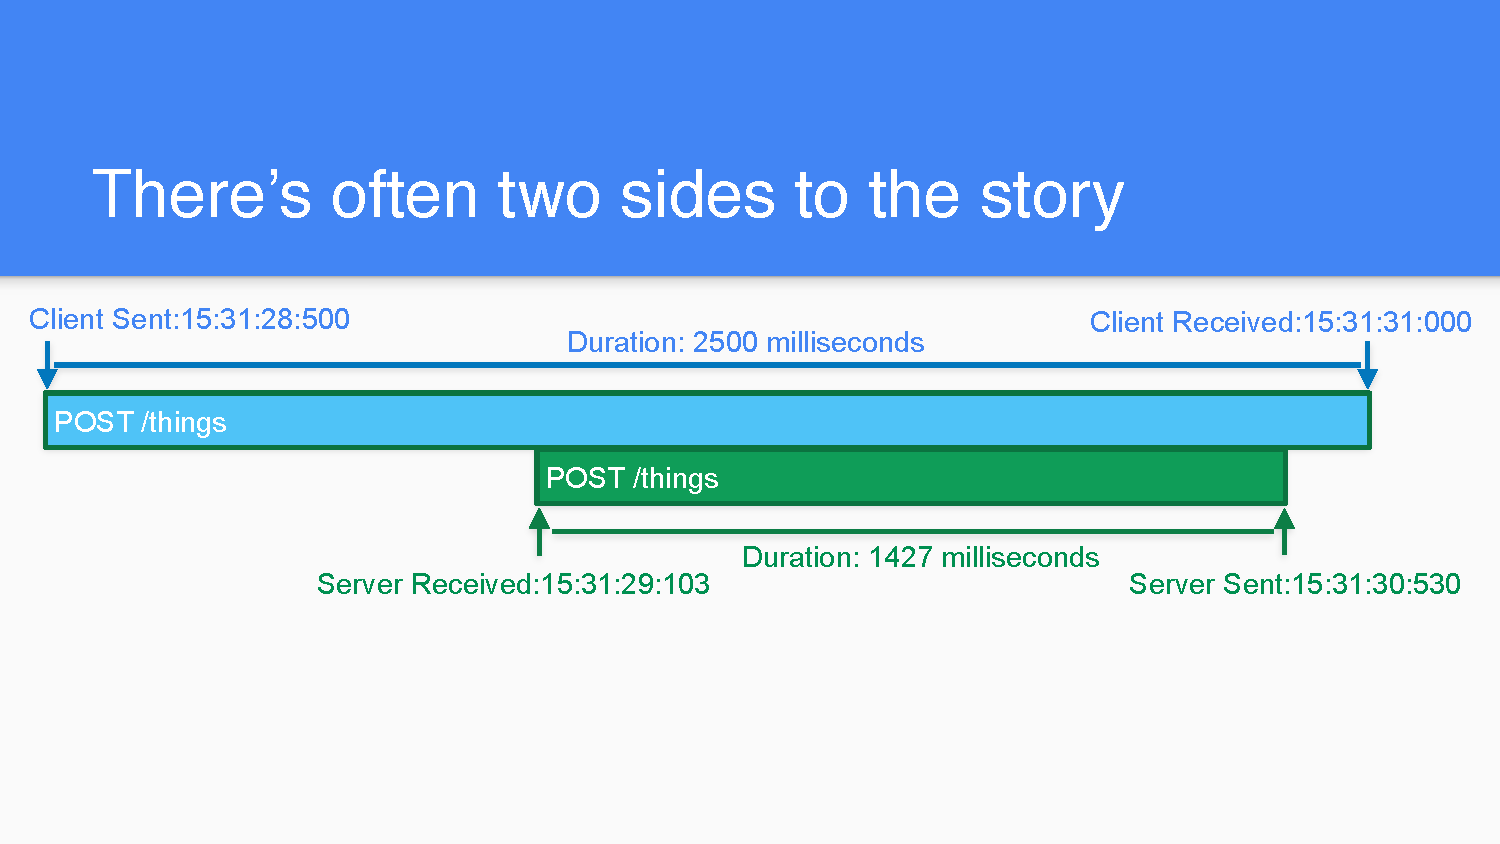 There’s often two sides to the story
Client Sent:15:31:28:500
Client Received:15:31:31:000
Duration: 2500 milliseconds
POST /things
POST /things
Duration: 1427 milliseconds
Server Received:15:31:29:103
Server Sent:15:31:30:530